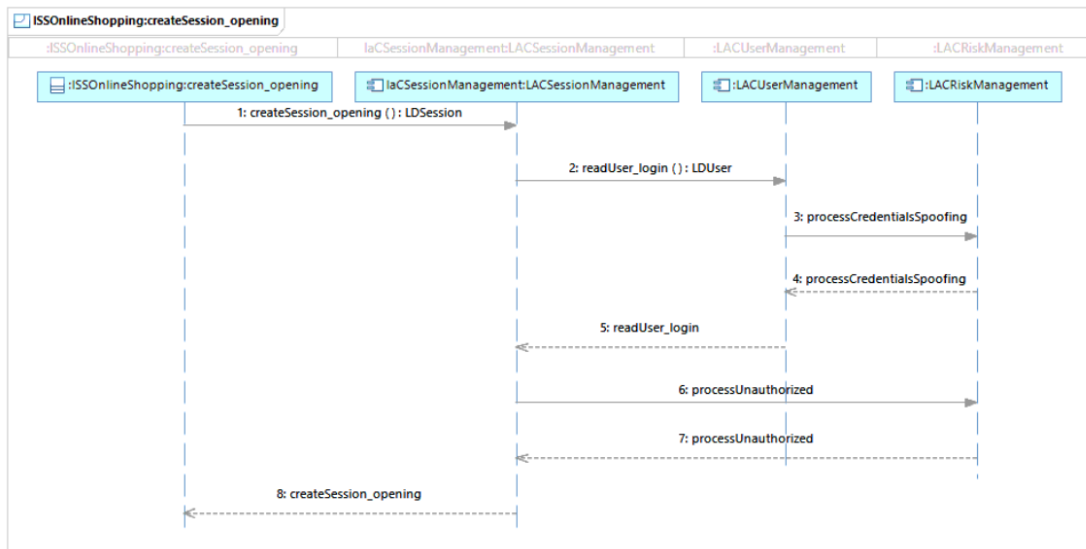 ISSOnlineShopping:createSession_opening
:ISSOnlineShopping:createSession_opening
laCSessionManagement:LACSessionManagement
:LACUserManagement
:LACRiskManagement
:ISSOnlineShopping:createSession_opening
laCSessionManagement:LACSessionManagement
:LACUserManagement
:LACRiskManagement
1: createSession_opening ( ) : LDSession
2: readUser_login ( ) : LDUser
3: processCredentialsSpoofing
4: processCredentialsSpoofing
5: readUser_login
6: processUnauthorized
7: processUnauthorized
8: createSession_opening